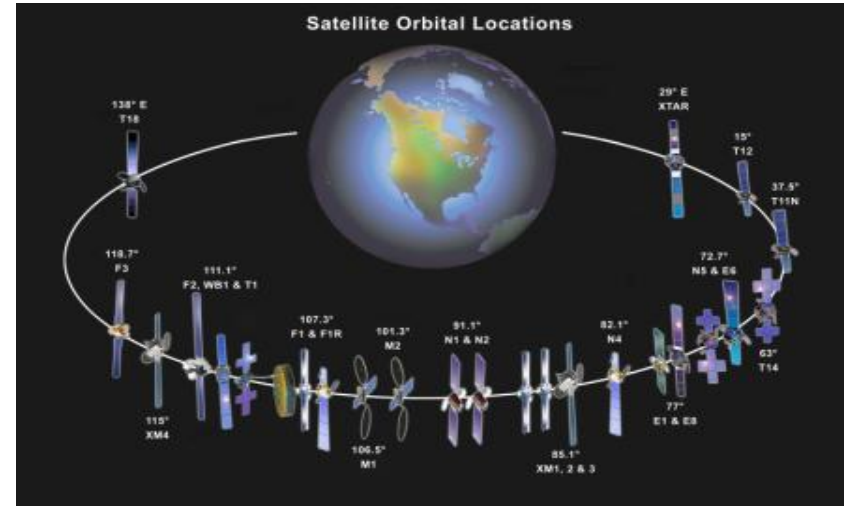 Satellite Orbital Locations
138° E
T18
29° E
XTAR
15°
T12
37.5°
T11N
118.7°
F3
111.1°
F2, WB1 & T1
107.3°
F1 & F1R
101.3°
M2
91.1°
N1 & N2
82.1°
N4
72.7°
N5 & E6
63°
T14
77°
E1 & E8
115°
XM4
106.5°
M1
85.1°
XM1, 2 & 3